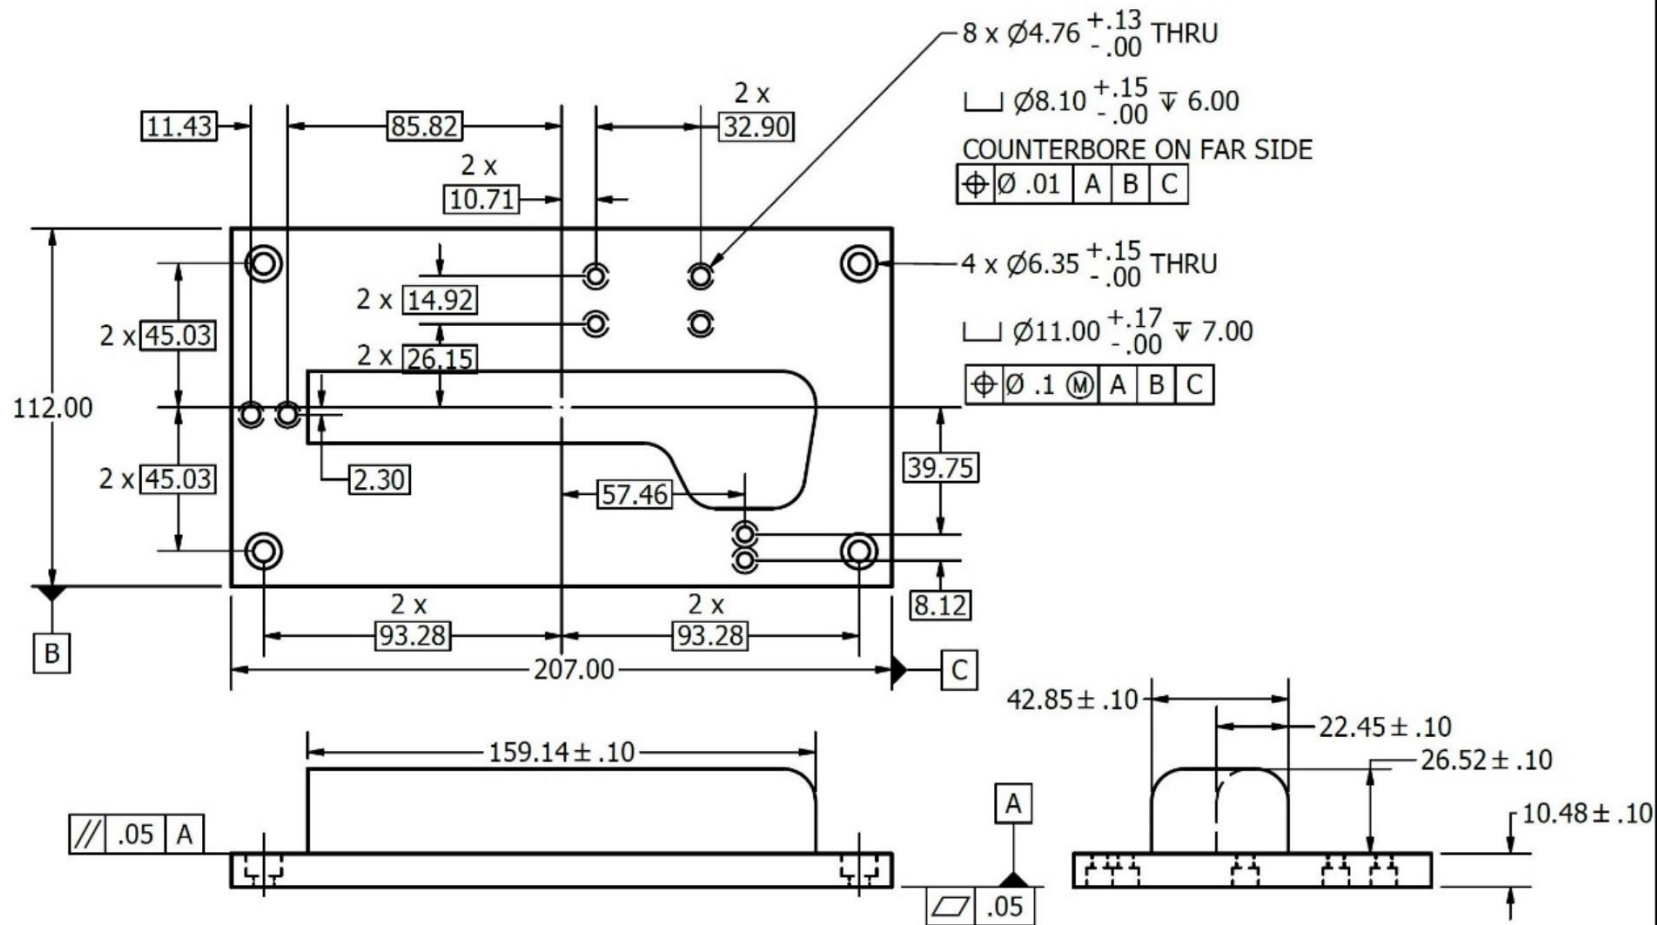 8 x Ø4.76 +.13 -.00 THRU
⌴ Ø8.10 +.15 -.00 ↧ 6.00
COUNTERBORE ON FAR SIDE
⌖ Ø .01 A B C
2 x
11.43
85.82
32.90
2 x
10.71
4 x Ø6.35 +.15 -.00 THRU
⌴ Ø11.00 +.17 -.00 ↧ 7.00
⌖ Ø .1 Ⓜ A B C
2 x 14.92
2 x 45.03
2 x 26.15
112.00
2 x 45.03
2.30
57.46
39.75
8.12
2 x
93.28
2 x
93.28
B
207.00
C
42.85± .10
22.45± .10
26.52± .10
10.48± .10
159.14± .10
A
// .05 A
⏥ .05